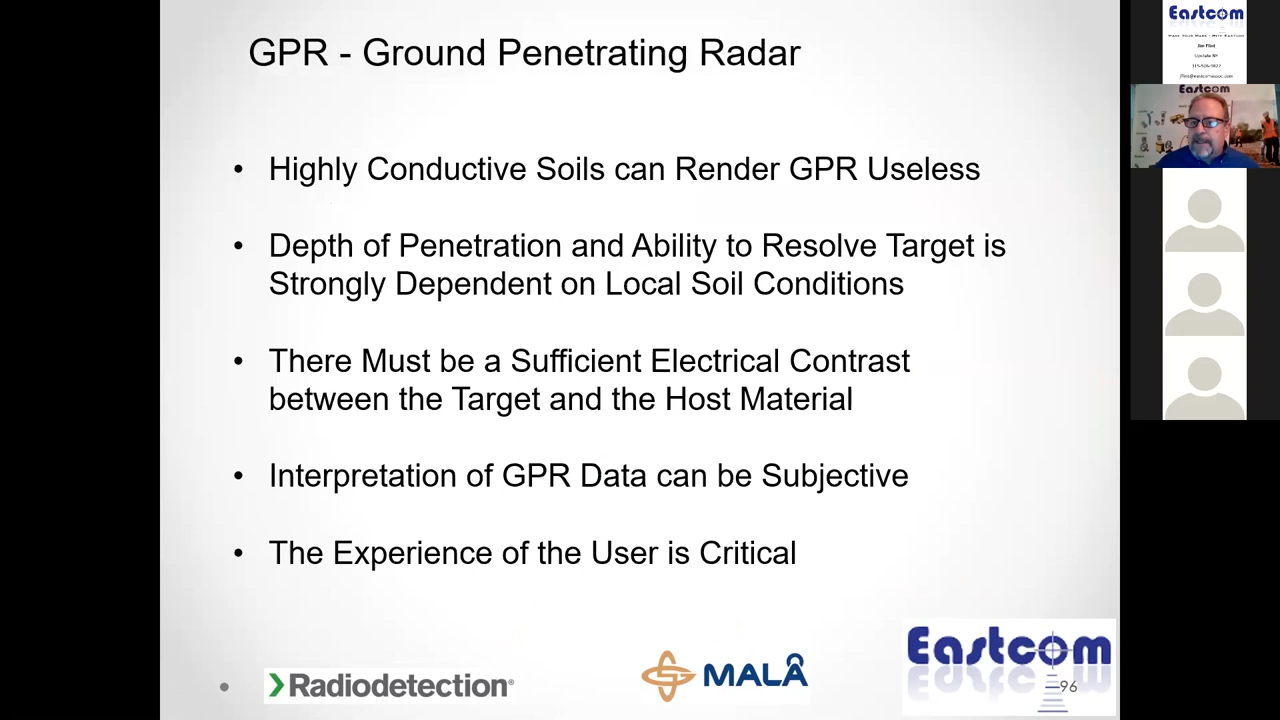 GPR - Ground Penetrating Radar
• Highly Conductive Soils can Render GPR Useless
• Depth of Penetration and Ability to Resolve Target is
Strongly Dependent on Local Soil Conditions
• There Must be a Sufficient Electrical Contrast
between the Target and the Host Material
• Interpretation of GPR Data can be Subjective
• The Experience of the User is Critical
Radiodetection®
MALÅ
Eastcom
96
Eastcom
Upstate NY
Eastcom